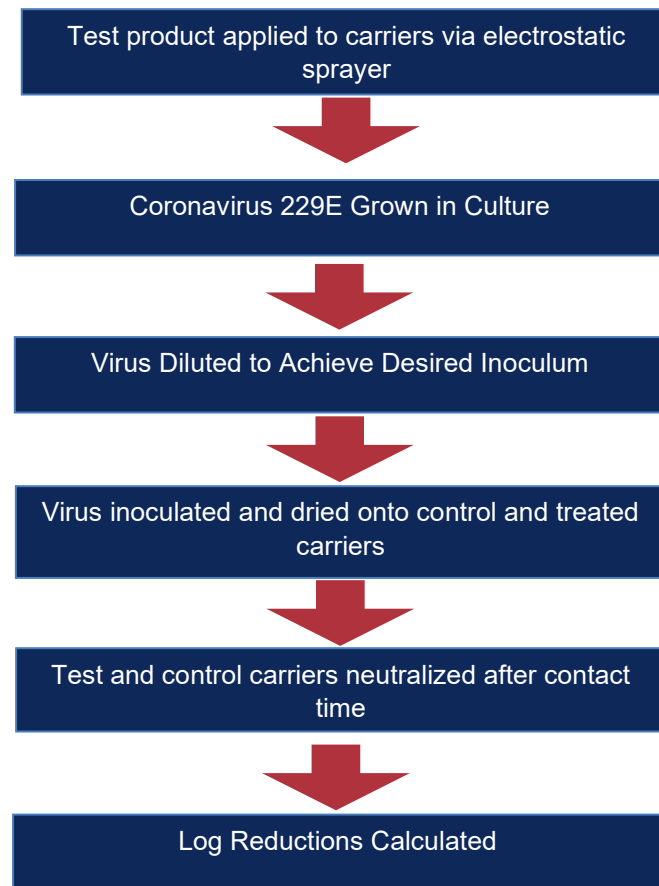 Test product applied to carriers via electrostatic
sprayer
Coronavirus 229E Grown in Culture
Virus Diluted to Achieve Desired Inoculum
Virus inoculated and dried onto control and treated
carriers
Test and control carriers neutralized after contact
time
Log Reductions Calculated